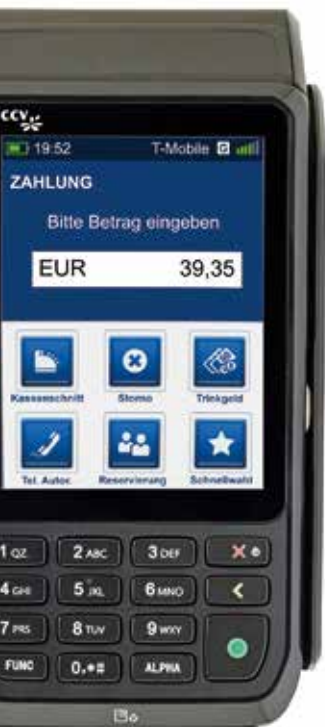 ccv
19:52 T-Mobile G
ZAHLUNG
Bitte Betrag eingeben
EUR 39,35
Kassenschnitt Storno Trinkgeld
Tel. Autor. Reservierung Schnellwahl
1 QZ 2 ABC 3 DEF
4 GHI 5 JKL 6 MNO
7 PRS 8 TUV 9 WXY
FUNC 0,*# ALPHA